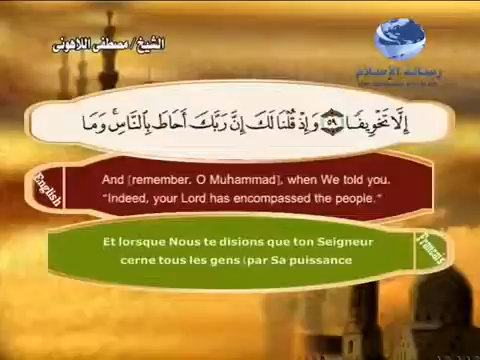 الشيخ / مصطفى اللاهونى
رسالة الإسلام
إِلَّا تَخْوِيفًا ٥٩ وَإِذْ قُلْنَا لَكَ إِنَّ رَبَّكَ أَحَاطَ بِالنَّاسِ ۚ وَمَا
English
And [remember. O Muhammad], when We told you.
“Indeed, your Lord has encompassed the people.”
Et lorsque Nous te disions que ton Seigneur
cerne tous les gens (par Sa puissance
Francais